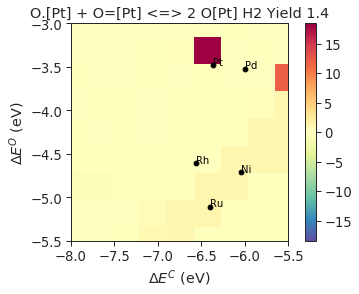 O.[Pt] + O=[Pt] <=> 2 O[Pt] H2 Yield 1.4
−3.0
−3.5
−4.0
−4.5
−5.0
−5.5
ΔE^O (eV)
Pt
Pd
Rh
Ni
Ru
−8.0 −7.5 −7.0 −6.5 −6.0 −5.5
ΔE^C (eV)
15
10
5
0
−5
−10
−15